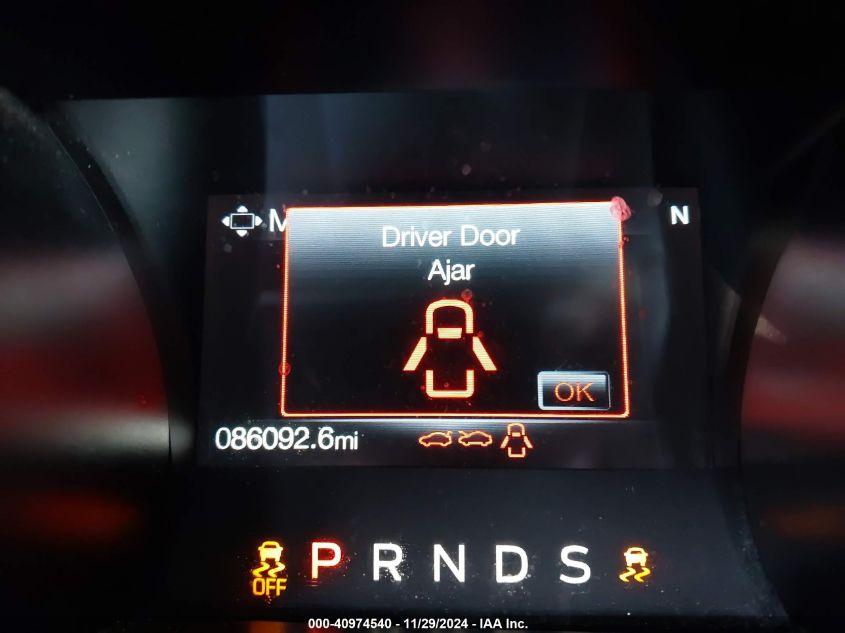 M
N
Driver Door
Ajar
OK
086092.6mi
OFF
P R N D S
000-40974540 - 11/29/2024 - IAA Inc.